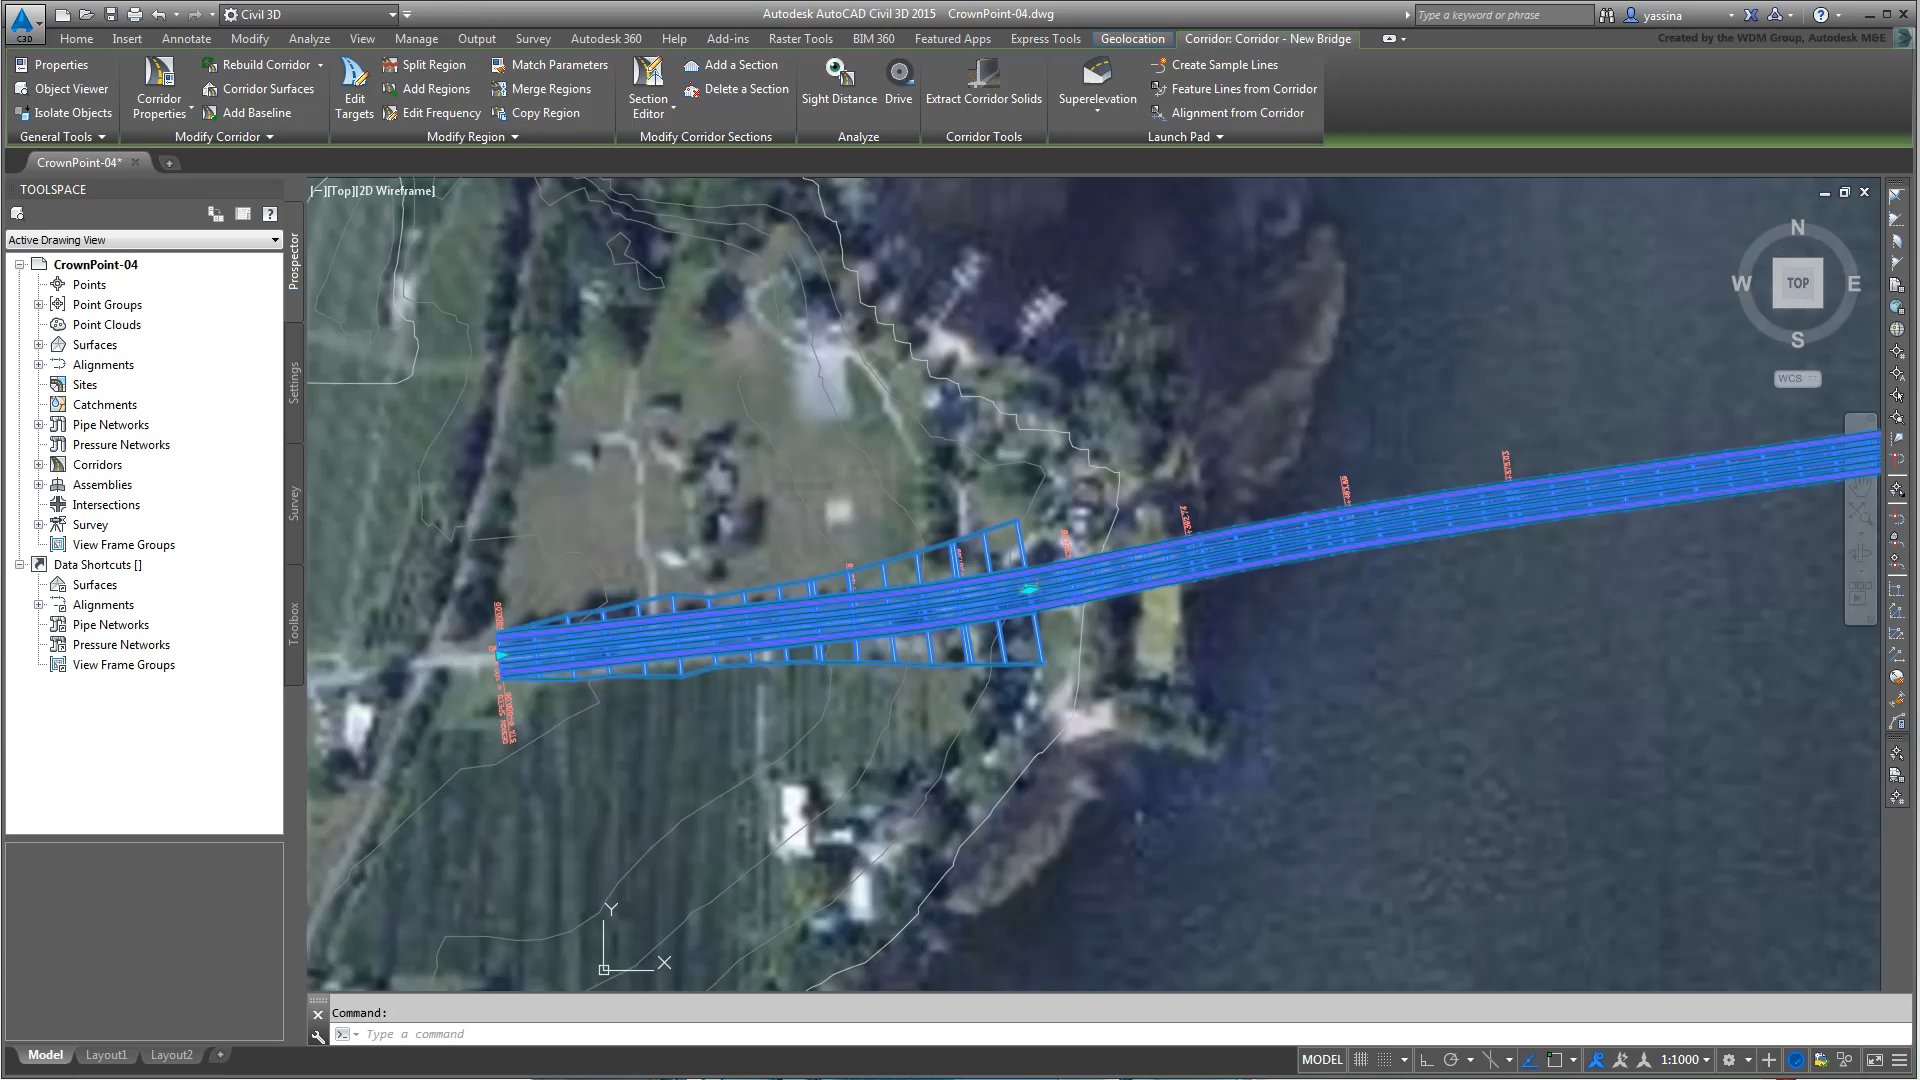 Civil 3D
Autodesk AutoCAD Civil 3D 2015 CrownPoint-04.dwg
Type a keyword or phrase
yassina
C3D
Home Insert Annotate Modify Analyze View Manage Output Survey Autodesk 360 Help Add-ins Raster Tools BIM 360 Featured Apps Express Tools Geolocation Corridor: Corridor - New Bridge
Created by the WDM Group, Autodesk M&E
Properties
Object Viewer
Isolate Objects
General Tools
Corridor Properties
Rebuild Corridor
Corridor Surfaces
Add Baseline
Modify Corridor
Edit Targets
Split Region
Add Regions
Edit Frequency
Match Parameters
Merge Regions
Copy Region
Modify Region
Section Editor
Add a Section
Delete a Section
Modify Corridor Sections
Sight Distance
Drive
Analyze
Extract Corridor Solids
Corridor Tools
Superelevation
Create Sample Lines
Feature Lines from Corridor
Alignment from Corridor
Launch Pad
CrownPoint-04*
TOOLSPACE
Active Drawing View
CrownPoint-04
Points
Point Groups
Point Clouds
Surfaces
Alignments
Sites
Catchments
Pipe Networks
Pressure Networks
Corridors
Assemblies
Intersections
Survey
View Frame Groups
Data Shortcuts []
Surfaces
Alignments
Pipe Networks
Pressure Networks
View Frame Groups
Prospector
Settings
Survey
Toolbox
[−][Top][2D Wireframe]
N
W
TOP
E
S
WCS
Y
X
Command:
Type a command
Model Layout1 Layout2
MODEL
1:1000